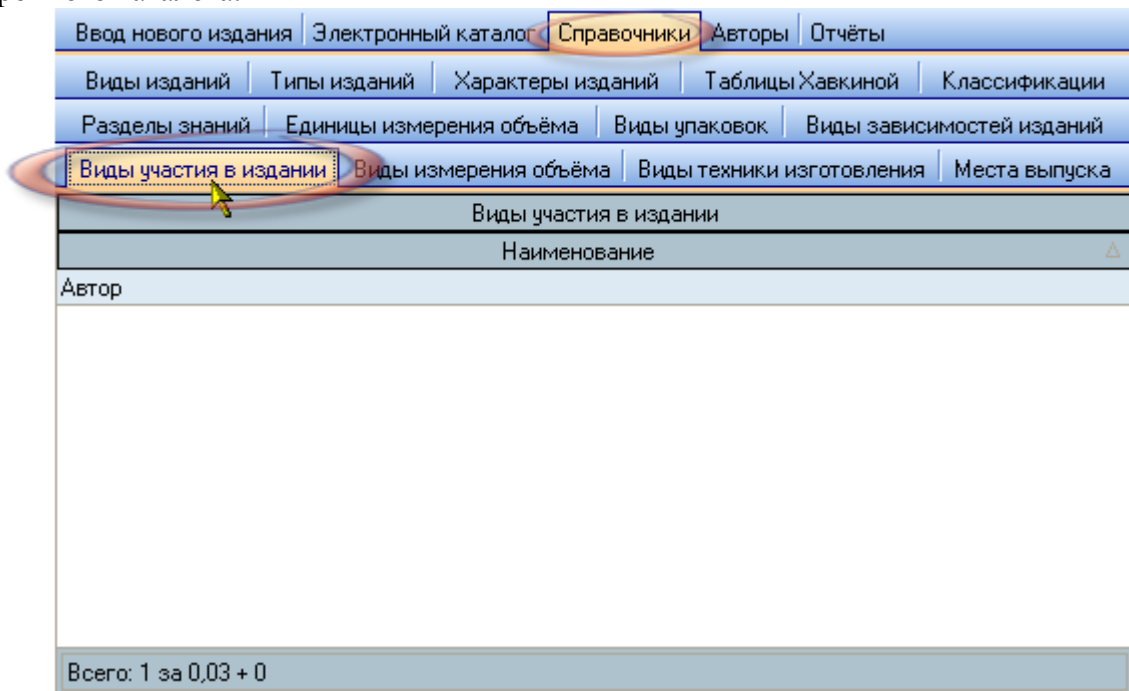 Ввод нового издания Электронный каталог Справочники Авторы Отчёты
Виды изданий Типы изданий Характеры изданий Таблицы Хавкиной Классификации
Разделы знаний Единицы измерения объёма Виды упаковок Виды зависимостей изданий
Виды участия в издании Виды измерения объёма Виды техники изготовления Места выпуска
Виды участия в издании
Наименование
Автор
Всего: 1 за 0,03 + 0